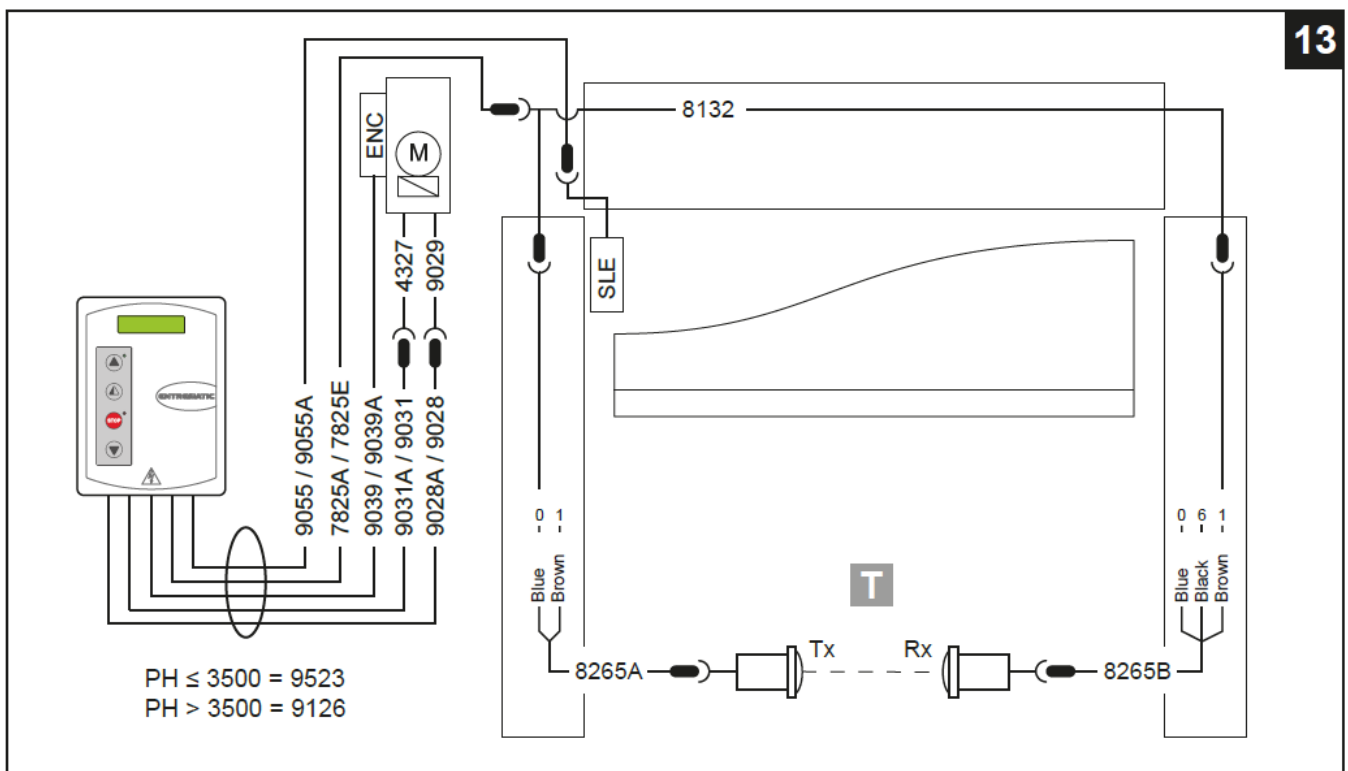 13
8132
ENC
M
SLE
4327
9029
STOP
ENTREMATIC
9055 / 9055A
7825A / 7825E
9039 / 9039A
9031A / 9031
9028A / 9028
0 1
Blue
Brown
0 6 1
Blue
Black
Brown
T
Tx
Rx
8265A
8265B
PH ≤ 3500 = 9523
PH > 3500 = 9126